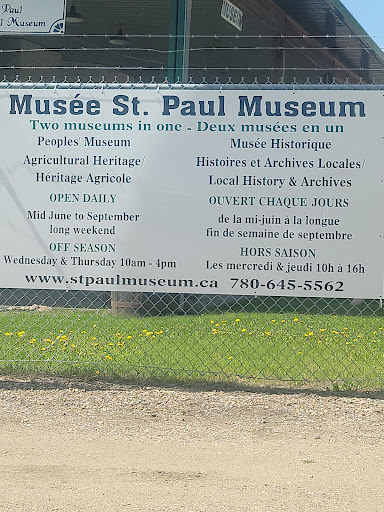 Paul
l Museum
MUSEUM
Musée St. Paul Museum
Two museums in one - Deux musées en un
Peoples' Museum
Agricultural Heritage/
Héritage Agricole
OPEN DAILY
Mid June to September
long weekend
OFF SEASON
Wednesday & Thursday 10am - 4pm
Musée Historique
Histoires et Archives Locales/
Local History & Archives
OUVERT CHAQUE JOURS
de la mi-juin à la longue
fin de semaine de septembre
HORS SAISON
Les mercredi & jeudi 10h à 16h
www.stpaulmuseum.ca 780-645-5562